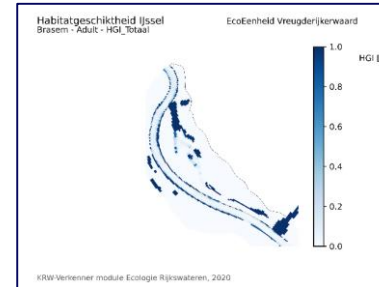 Habitatgeschiktheid IJssel
Brasem - Adult - HGI_Totaal
EcoEenheid Vreugderijkerwaard
1.0
HGI [
0.8
0.6
0.4
0.2
0.0
KRW-Verkenner module Ecologie Rijkswateren, 2020